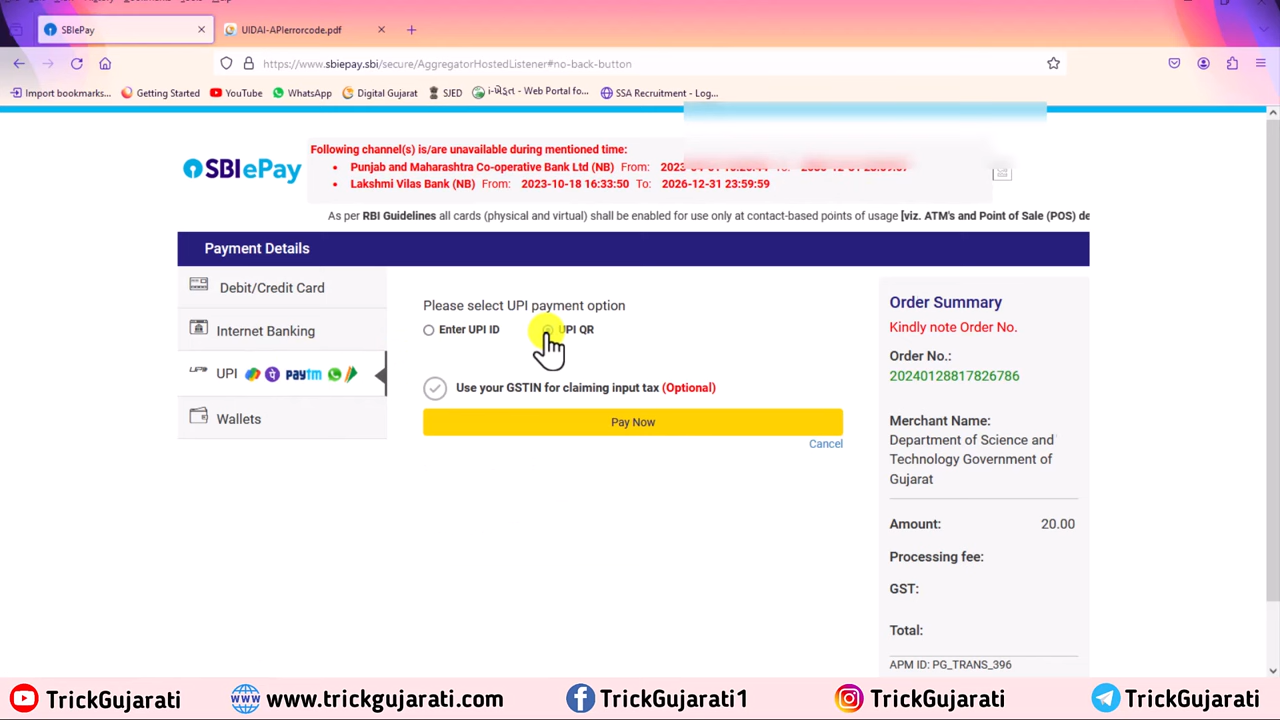 SBIePay
UIDAI-APIerrorcode.pdf
https://www.sbiepay.sbi/secure/AggregatorHostedListener#no-back-button
Import bookmarks... Getting Started YouTube WhatsApp Digital Gujarat SJED i-ખેડૂત - Web Portal fo... SSA Recruitment - Log...
SBI ePay
Following channel(s) is/are unavailable during mentioned time:
• Punjab and Maharashtra Co-operative Bank Ltd (NB) From:
• Lakshmi Vilas Bank (NB) From: 2023-10-18 16:33:50 To: 2026-12-31 23:59:59
As per RBI Guidelines all cards (physical and virtual) shall be enabled for use only at contact-based points of usage [viz. ATM's and Point of Sale (POS) de
Payment Details
Debit/Credit Card
Internet Banking
UPI paytm
Wallets
Please select UPI payment option
Enter UPI ID UPI QR
Use your GSTIN for claiming input tax (Optional)
Pay Now
Cancel
Order Summary
Kindly note Order No.
Order No.:
20240128817826786
Merchant Name:
Department of Science and
Technology Government of
Gujarat
Amount: 20.00
Processing fee:
GST:
Total:
APM ID: PG_TRANS_396
TrickGujarati www.trickgujarati.com TrickGujarati1 TrickGujarati TrickGujarati